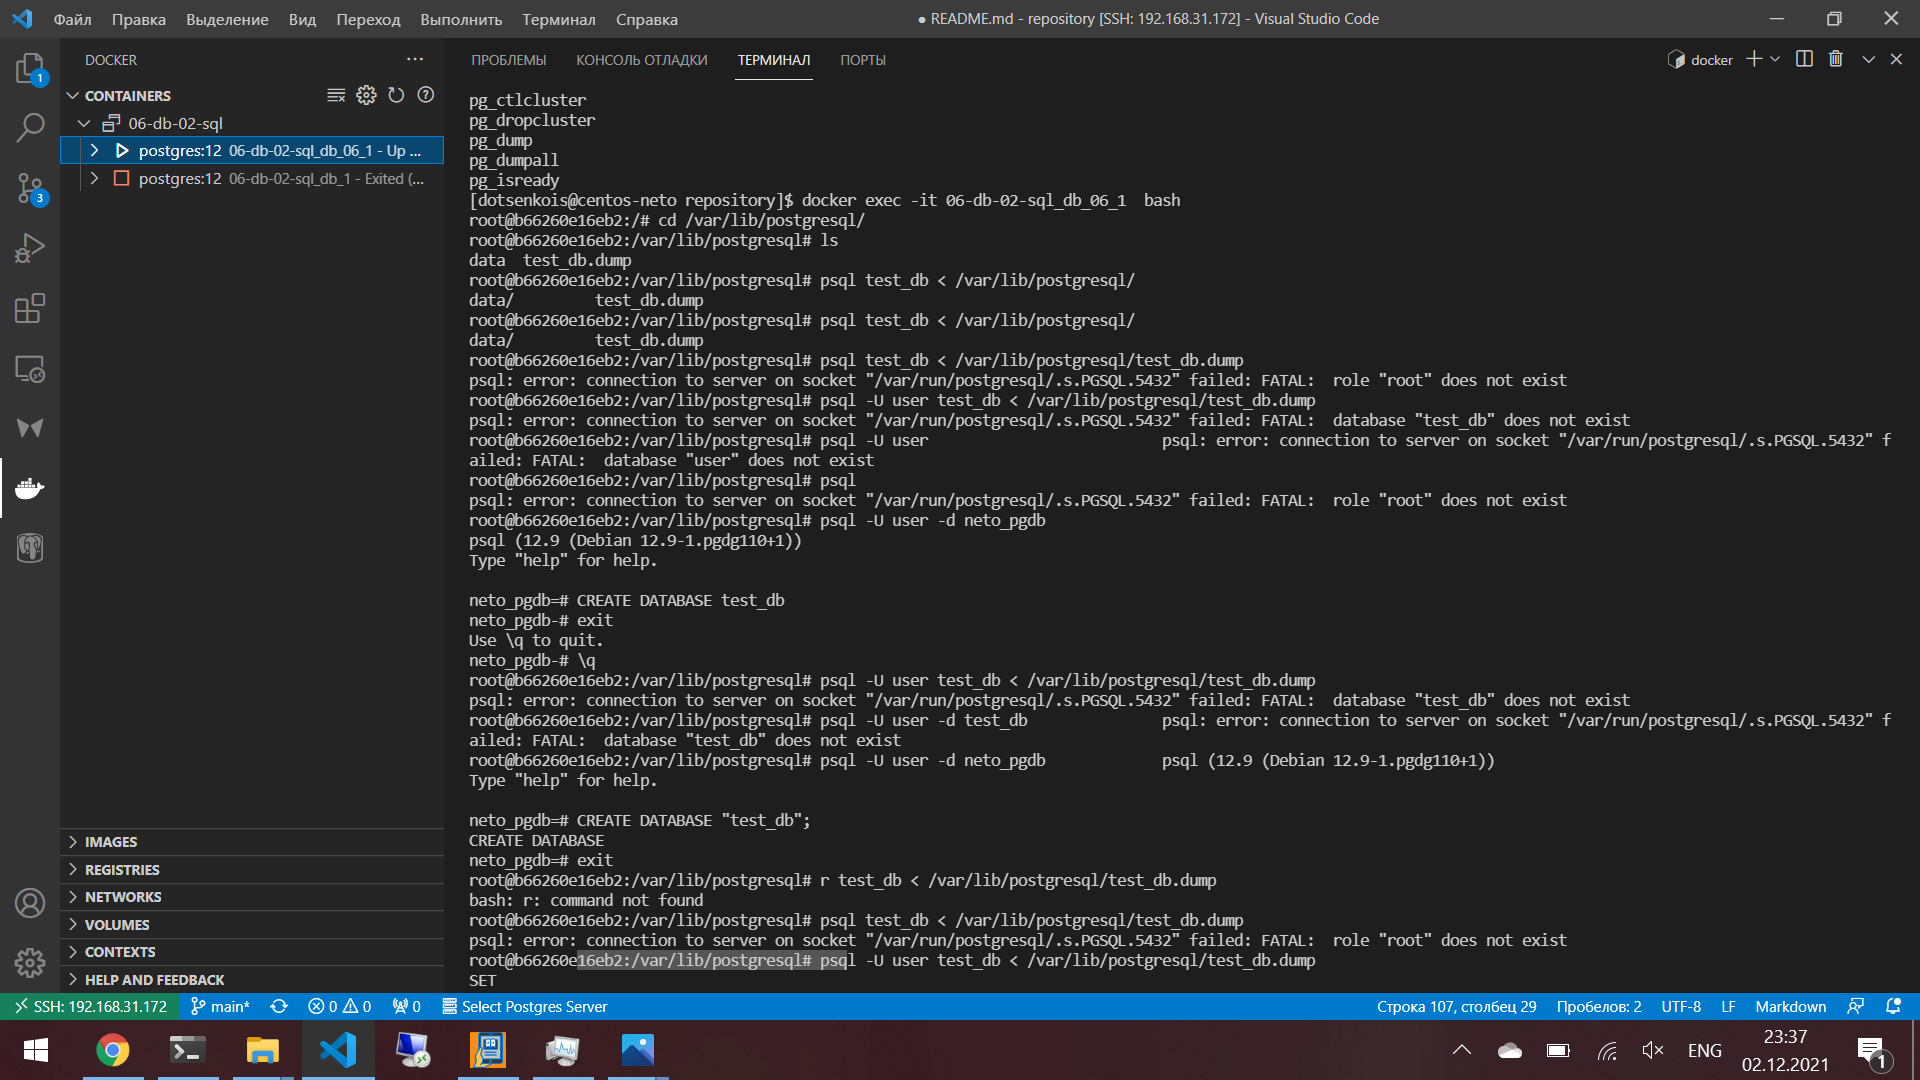 Файл Правка Выделение Вид Переход Выполнить Терминал Справка
● README.md - repository [SSH: 192.168.31.172] - Visual Studio Code
DOCKER
CONTAINERS
06-db-02-sql
postgres:12 06-db-02-sql_db_06_1 - Up ...
postgres:12 06-db-02-sql_db_1 - Exited (...
IMAGES
REGISTRIES
NETWORKS
VOLUMES
CONTEXTS
HELP AND FEEDBACK
1
3
ПРОБЛЕМЫ КОНСОЛЬ ОТЛАДКИ ТЕРМИНАЛ ПОРТЫ
docker
pg_ctlcluster
pg_dropcluster
pg_dump
pg_dumpall
pg_isready
[dotsenkois@centos-neto repository]$ docker exec -it 06-db-02-sql_db_06_1  bash
root@b66260e16eb2:/# cd /var/lib/postgresql/
root@b66260e16eb2:/var/lib/postgresql# ls
data  test_db.dump
root@b66260e16eb2:/var/lib/postgresql# psql test_db < /var/lib/postgresql/
data/         test_db.dump
root@b66260e16eb2:/var/lib/postgresql# psql test_db < /var/lib/postgresql/
data/         test_db.dump
root@b66260e16eb2:/var/lib/postgresql# psql test_db < /var/lib/postgresql/test_db.dump
psql: error: connection to server on socket "/var/run/postgresql/.s.PGSQL.5432" failed: FATAL:  role "root" does not exist
root@b66260e16eb2:/var/lib/postgresql# psql -U user test_db < /var/lib/postgresql/test_db.dump
psql: error: connection to server on socket "/var/run/postgresql/.s.PGSQL.5432" failed: FATAL:  database "test_db" does not exist
root@b66260e16eb2:/var/lib/postgresql# psql -U user                          psql: error: connection to server on socket "/var/run/postgresql/.s.PGSQL.5432" f
ailed: FATAL:  database "user" does not exist
root@b66260e16eb2:/var/lib/postgresql# psql
psql: error: connection to server on socket "/var/run/postgresql/.s.PGSQL.5432" failed: FATAL:  role "root" does not exist
root@b66260e16eb2:/var/lib/postgresql# psql -U user -d neto_pgdb
psql (12.9 (Debian 12.9-1.pgdg110+1))
Type "help" for help.
neto_pgdb=# CREATE DATABASE test_db
neto_pgdb-# exit
Use \q to quit.
neto_pgdb-# \q
root@b66260e16eb2:/var/lib/postgresql# psql -U user test_db < /var/lib/postgresql/test_db.dump
psql: error: connection to server on socket "/var/run/postgresql/.s.PGSQL.5432" failed: FATAL:  database "test_db" does not exist
root@b66260e16eb2:/var/lib/postgresql# psql -U user -d test_db               psql: error: connection to server on socket "/var/run/postgresql/.s.PGSQL.5432" f
ailed: FATAL:  database "test_db" does not exist
root@b66260e16eb2:/var/lib/postgresql# psql -U user -d neto_pgdb             psql (12.9 (Debian 12.9-1.pgdg110+1))
Type "help" for help.
neto_pgdb=# CREATE DATABASE "test_db";
CREATE DATABASE
neto_pgdb=# exit
root@b66260e16eb2:/var/lib/postgresql# r test_db < /var/lib/postgresql/test_db.dump
bash: r: command not found
root@b66260e16eb2:/var/lib/postgresql# psql test_db < /var/lib/postgresql/test_db.dump
psql: error: connection to server on socket "/var/run/postgresql/.s.PGSQL.5432" failed: FATAL:  role "root" does not exist
root@b66260e16eb2:/var/lib/postgresql# psql -U user test_db < /var/lib/postgresql/test_db.dump
SET
SSH: 192.168.31.172 main* 0 0 0 Select Postgres Server Строка 107, столбец 29 Пробелов: 2 UTF-8 LF Markdown
ENG
23:37
02.12.2021
1